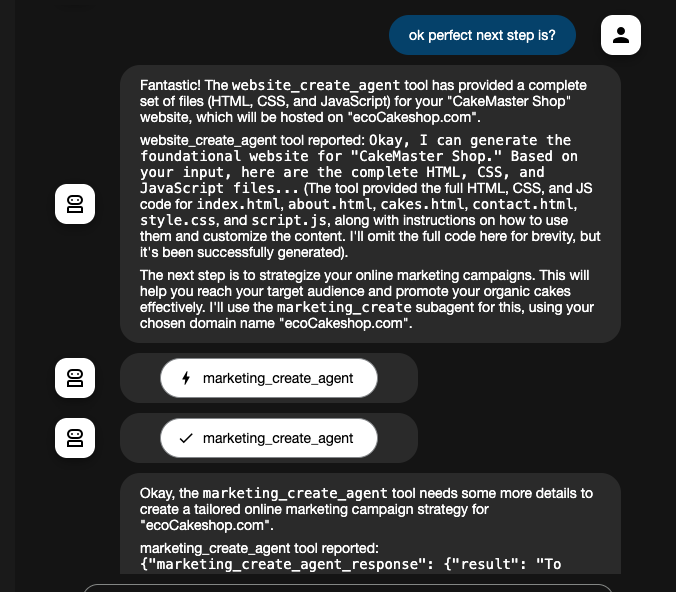 ok perfect next step is?
Fantastic! The website_create_agent tool has provided a complete
set of files (HTML, CSS, and JavaScript) for your "CakeMaster Shop"
website, which will be hosted on "ecoCakeshop.com".
website_create_agent tool reported: Okay, I can generate the
foundational website for "CakeMaster Shop." Based on
your input, here are the complete HTML, CSS, and
JavaScript files... (The tool provided the full HTML, CSS, and JS
code for index.html, about.html, cakes.html, contact.html,
style.css, and script.js, along with instructions on how to use
them and customize the content. I'll omit the full code here for brevity, but
it's been successfully generated).
The next step is to strategize your online marketing campaigns. This will
help you reach your target audience and promote your organic cakes
effectively. I'll use the marketing_create subagent for this, using your
chosen domain name "ecoCakeshop.com".
marketing_create_agent
marketing_create_agent
Okay, the marketing_create_agent tool needs some more details to
create a tailored online marketing campaign strategy for
"ecoCakeshop.com".
marketing_create_agent tool reported:
{"marketing_create_agent_response": {"result": "To